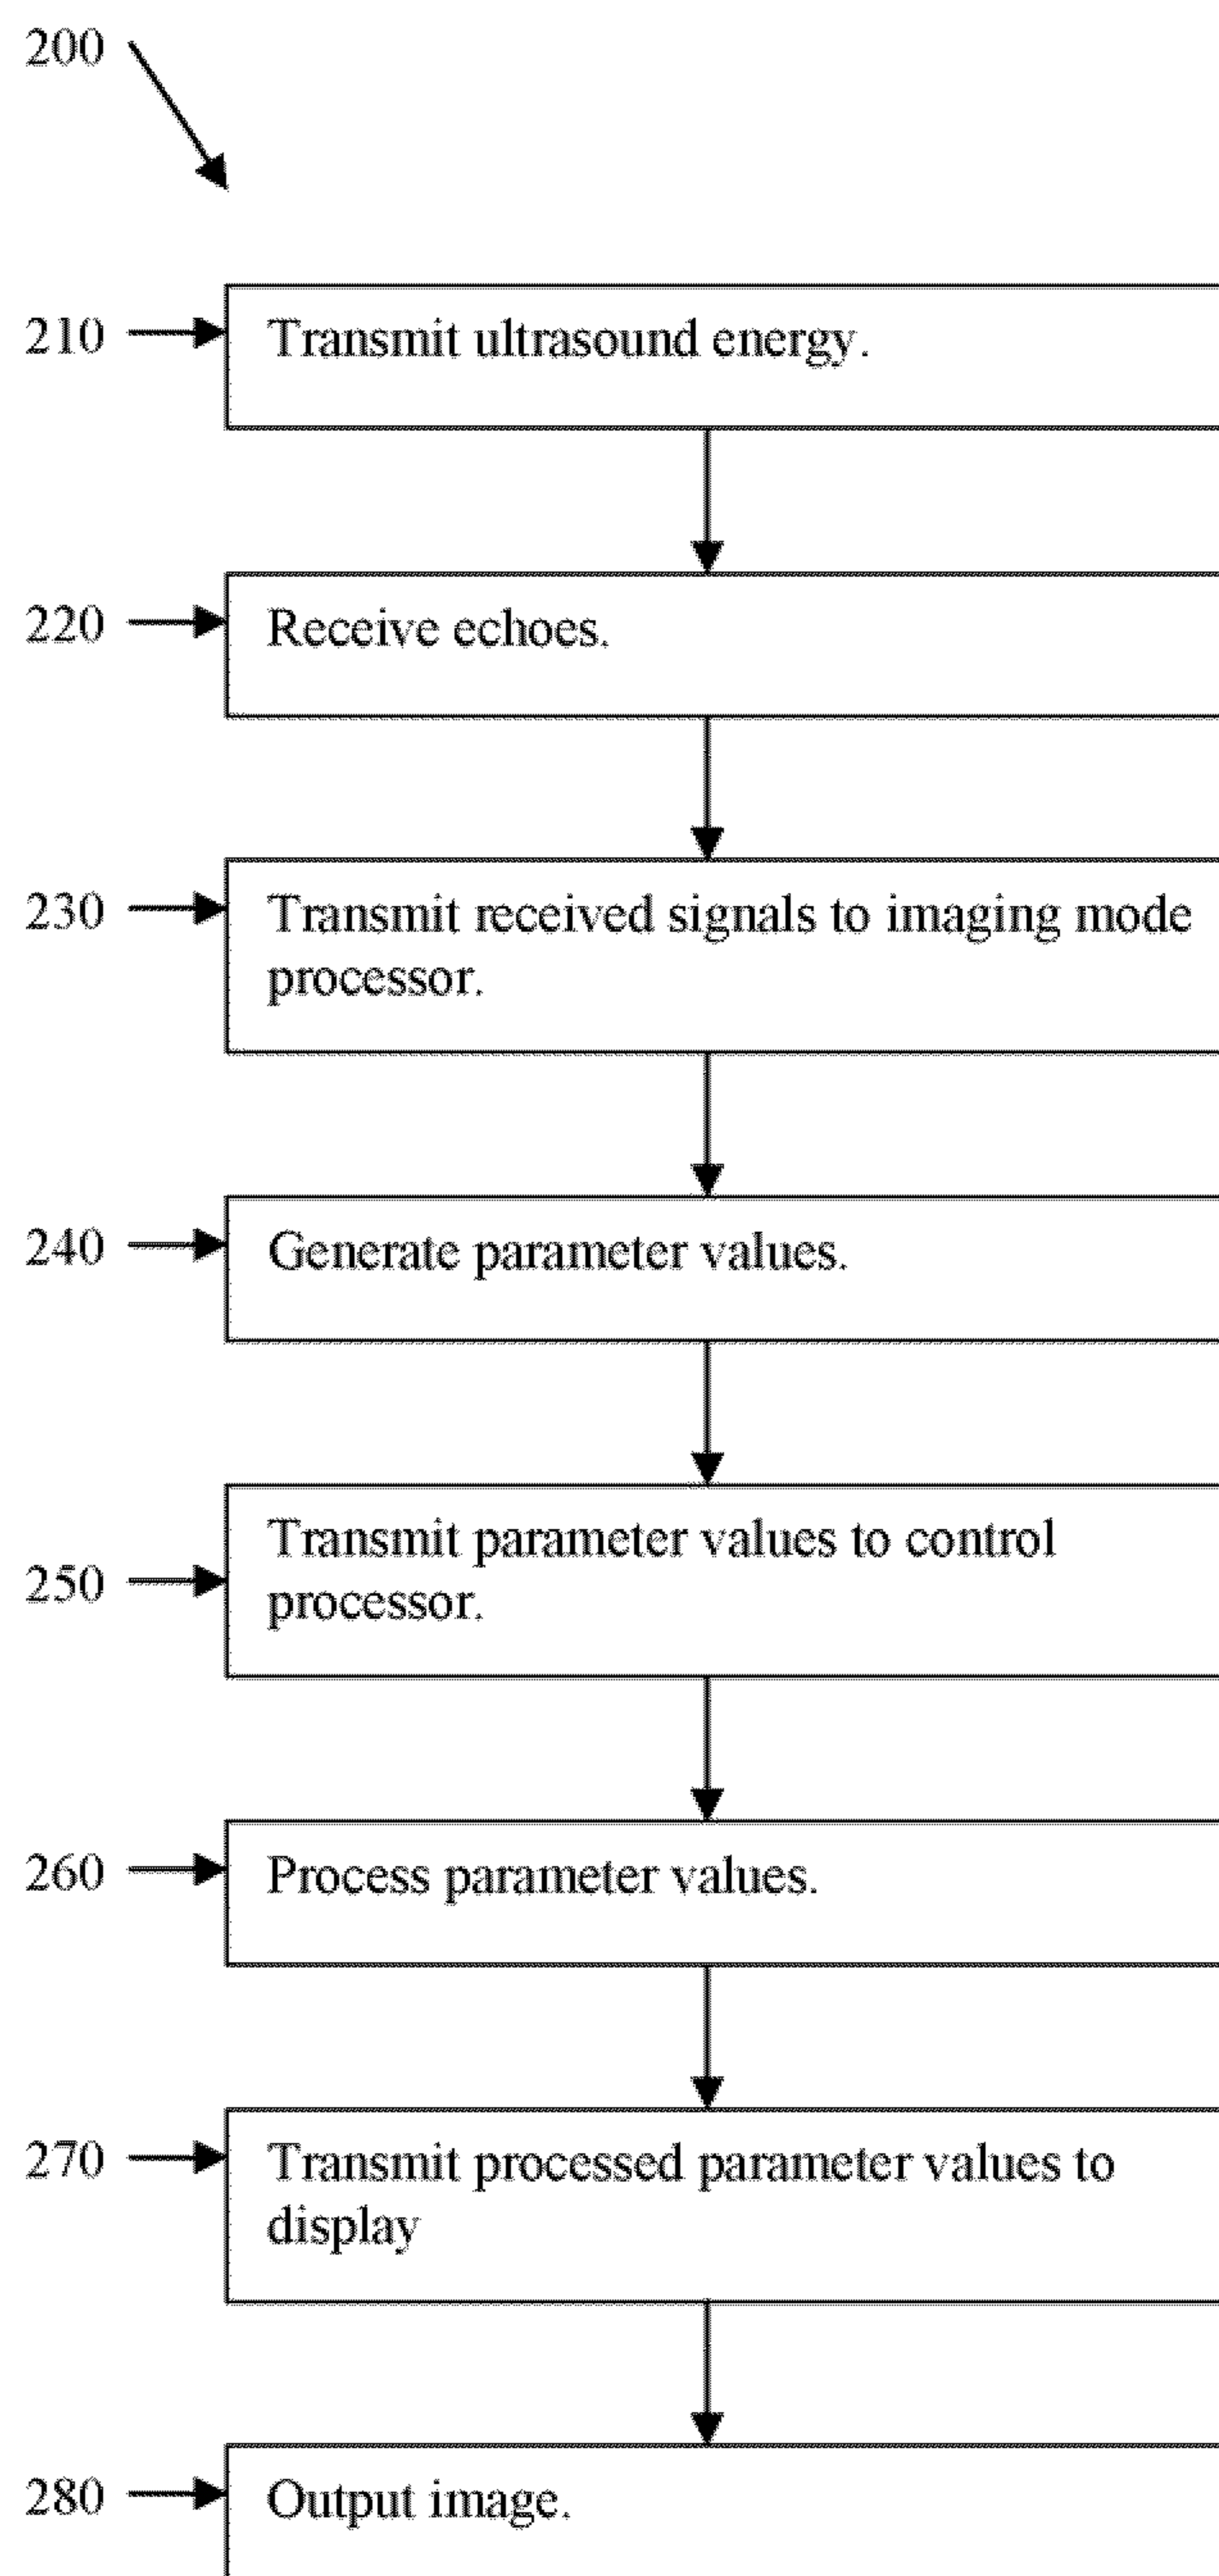 200
210
Transmit ultrasound energy.
220
Receive echoes.
230
Transmit received signals to imaging mode
processor.
240
Generate parameter values.
250
Transmit parameter values to control
processor.
260
Process parameter values.
270
Transmit processed parameter values to
display
280
Output image.